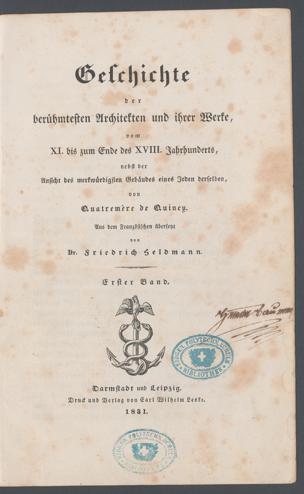 Geschichte
der
berühmtesten Architekten und ihrer Werke,
vom
XI. bis zum Ende des XVIII. Jahrhunderts,
nebst der
Ansicht des merkwürdigsten Gebäudes eines Jeden derselben,
von
Quatremère de Quincy.
Aus dem Französischen übersetzt
von
Dr. Friedrich Heldmann.
Erster Band.
Darmstadt und Leipzig.
Druck und Verlag von Carl Wilhelm Leske.
1831.
BIBLIOTHEK